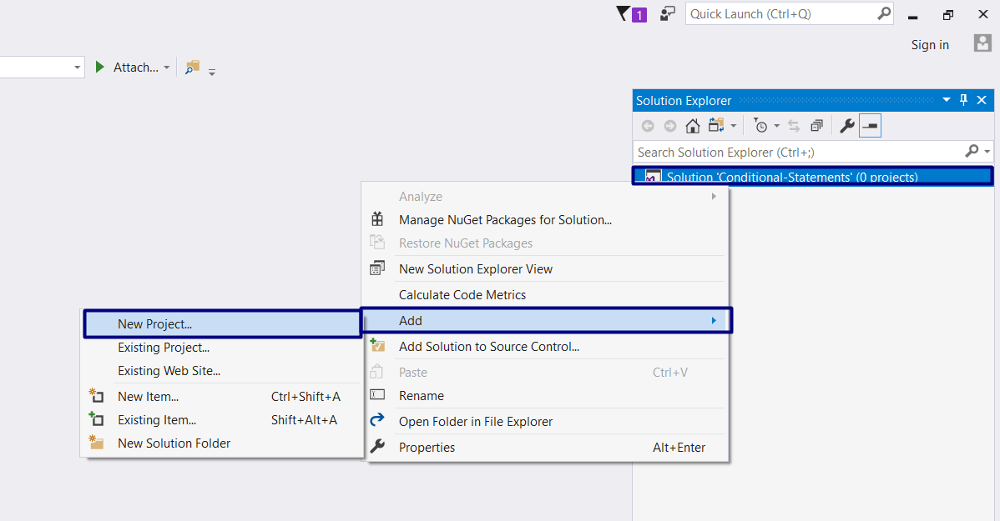 1
Quick Launch (Ctrl+Q)
Sign in
Attach...
Solution Explorer
Search Solution Explorer (Ctrl+;)
Solution 'Conditional-Statements' (0 projects)
Analyze
Manage NuGet Packages for Solution...
Restore NuGet Packages
New Solution Explorer View
Calculate Code Metrics
Add
Add Solution to Source Control...
Paste Ctrl+V
Rename
Open Folder in File Explorer
Properties Alt+Enter
New Project...
Existing Project...
Existing Web Site...
New Item... Ctrl+Shift+A
Existing Item... Shift+Alt+A
New Solution Folder